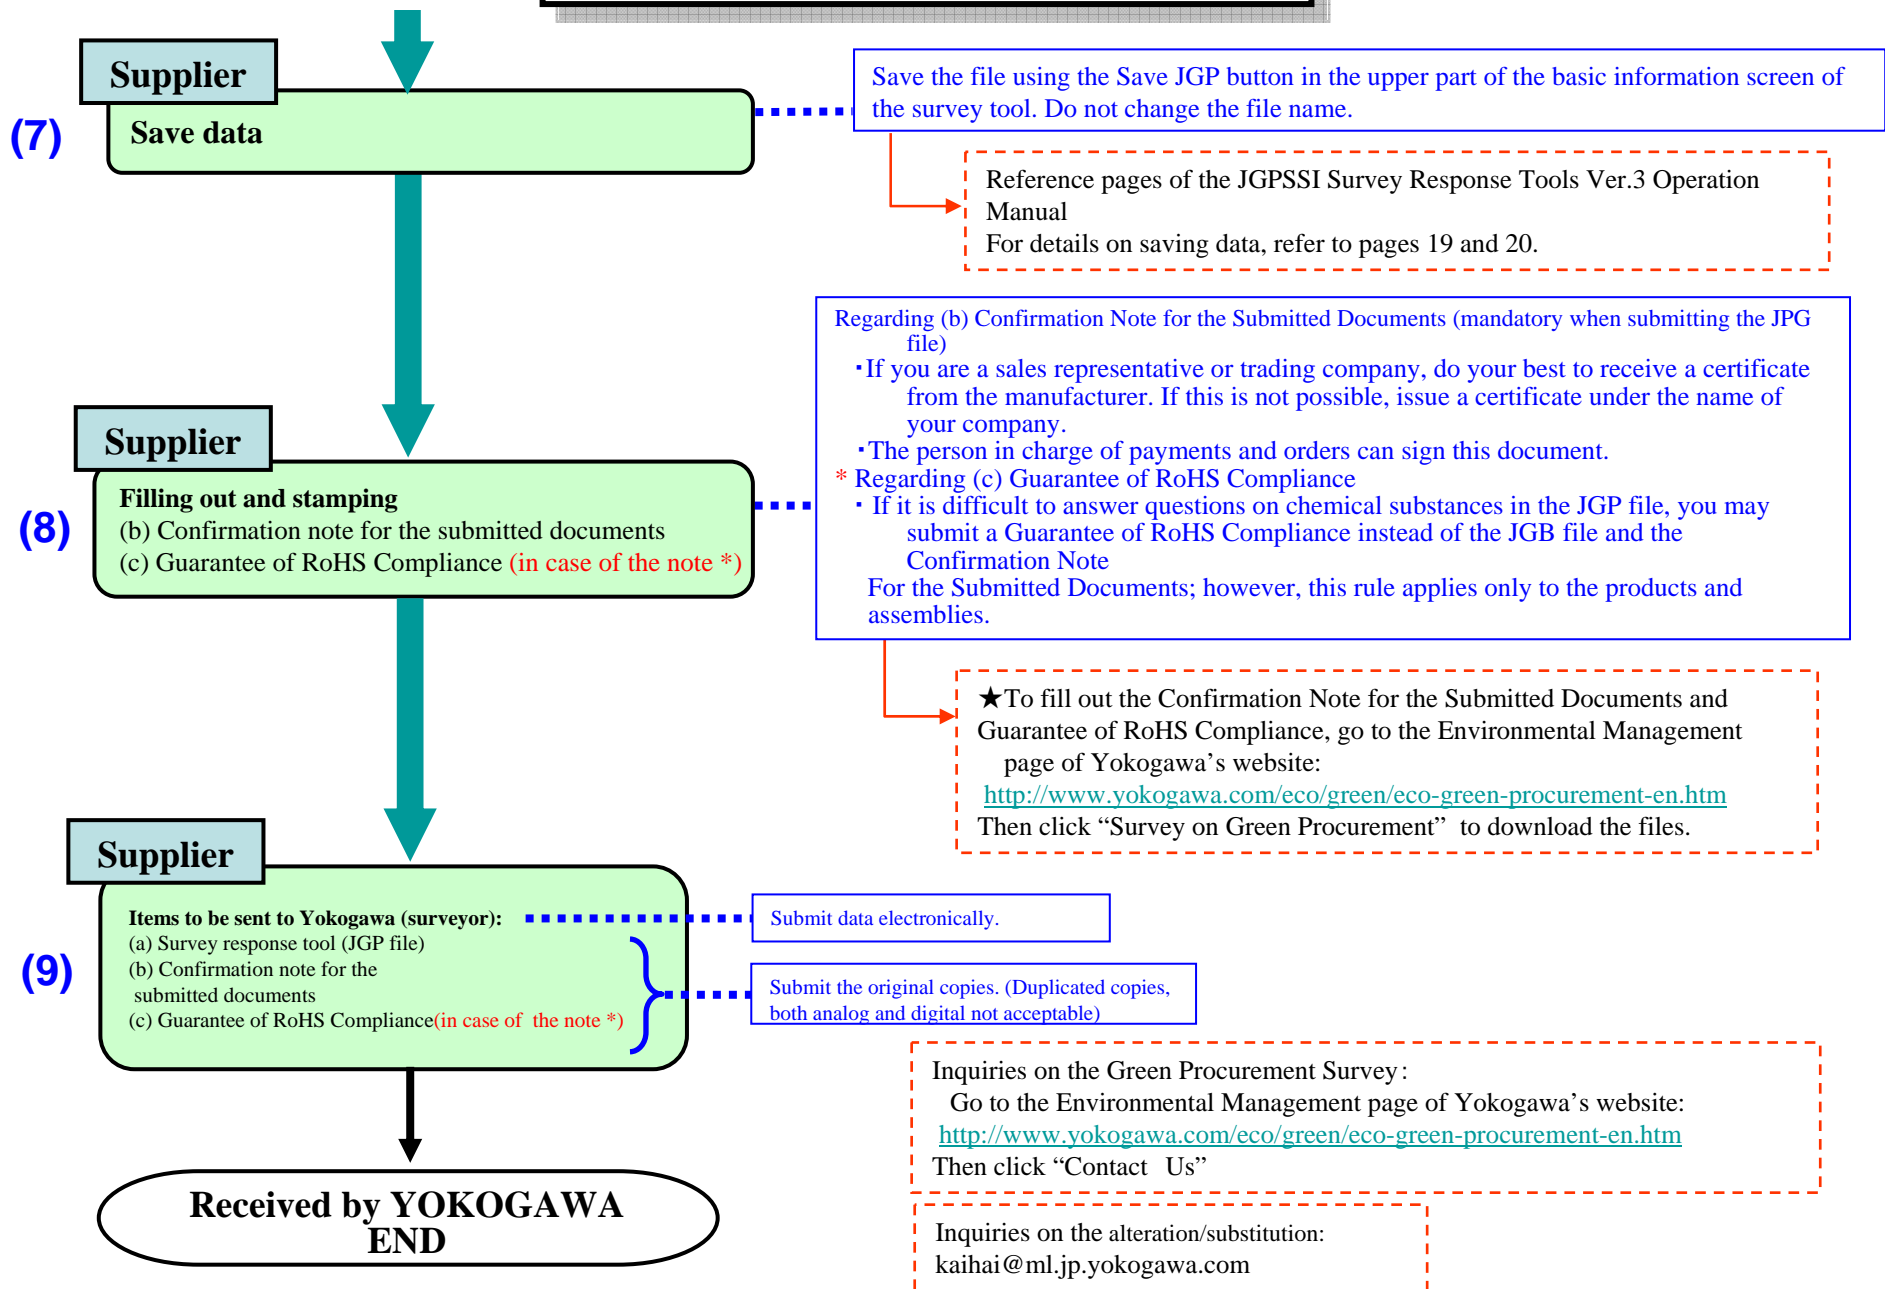 Supplier
(7)
Save data
Save the file using the Save JGP button in the upper part of the basic information screen of
the survey tool. Do not change the file name.
Reference pages of the JGPSSI Survey Response Tools Ver.3 Operation
Manual
For details on saving data, refer to pages 19 and 20.
Supplier
(8)
Filling out and stamping
(b) Confirmation note for the submitted documents
(c) Guarantee of RoHS Compliance (in case of the note *)
Regarding (b) Confirmation Note for the Submitted Documents (mandatory when submitting the JPG
file)
・If you are a sales representative or trading company, do your best to receive a certificate
from the manufacturer. If this is not possible, issue a certificate under the name of
your company.
・The person in charge of payments and orders can sign this document.
* Regarding (c) Guarantee of RoHS Compliance
・ If it is difficult to answer questions on chemical substances in the JGP file, you may
submit a Guarantee of RoHS Compliance instead of the JGB file and the
Confirmation Note
For the Submitted Documents; however, this rule applies only to the products and
assemblies.
★To fill out the Confirmation Note for the Submitted Documents and
Guarantee of RoHS Compliance, go to the Environmental Management
page of Yokogawa’s website:
http://www.yokogawa.com/eco/green/eco-green-procurement-en.htm
Then click “Survey on Green Procurement” to download the files.
Supplier
(9)
Items to be sent to Yokogawa (surveyor):
(a) Survey response tool (JGP file)
(b) Confirmation note for the
submitted documents
(c) Guarantee of RoHS Compliance(in case of the note *)
Submit data electronically.
Submit the original copies. (Duplicated copies,
both analog and digital not acceptable)
Inquiries on the Green Procurement Survey:
Go to the Environmental Management page of Yokogawa’s website:
http://www.yokogawa.com/eco/green/eco-green-procurement-en.htm
Then click “Contact Us”
Received by YOKOGAWA
END
Inquiries on the alteration/substitution:
kaihai@ml.jp.yokogawa.com